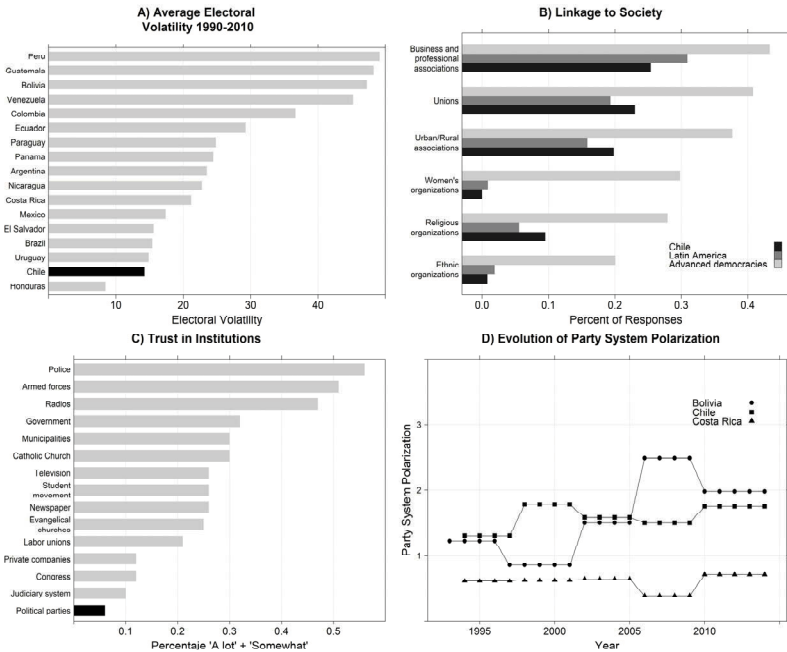 A) Average Electoral
Volatility 1990-2010
Peru
Guatemala
Bolivia
Venezuela
Colombia
Ecuador
Paraguay
Panama
Argentina
Nicaragua
Costa Rica
Mexico
El Salvador
Brazil
Uruguay
Chile
Honduras
10 20 30 40
Electoral Volatility
B) Linkage to Society
Business and
professional
associations
Unions
Urban/Rural
associations
Women's
organizations
Religious
organizations
Ethnic
organizations
Chile
Latin America
Advanced democracies
0.0 0.1 0.2 0.3 0.4
Percent of Responses
C) Trust in Institutions
Police
Armed forces
Radios
Government
Municipalities
Catholic Church
Television
Student
movement
Newspaper
Evangelical
churches
Labor unions
Private companies
Congress
Judiciary system
Political parties
0.1 0.2 0.3 0.4 0.5
Percentaje 'A lot' + 'Somewhat'
D) Evolution of Party System Polarization
Bolivia
Chile
Costa Rica
Party System Polarization
3
2
1
1995 2000 2005 2010
Year